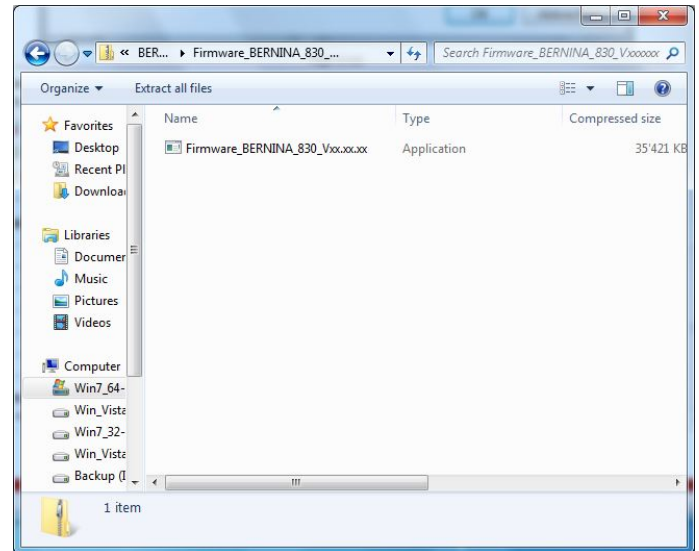 « BER... ▸ Firmware_BERNINA_830_...
Search Firmware_BERNINA_830_Vxxxxxx
Organize
Extract all files
Name Type Compressed size
Firmware_BERNINA_830_Vxx.xx.xx Application 35'421 KB
Favorites
Desktop
Recent Pl
Downloa
Libraries
Documer
Music
Pictures
Videos
Computer
Win7_64-
Win_Vista
Win7_32-
Win_Vista
Backup (I
1 item